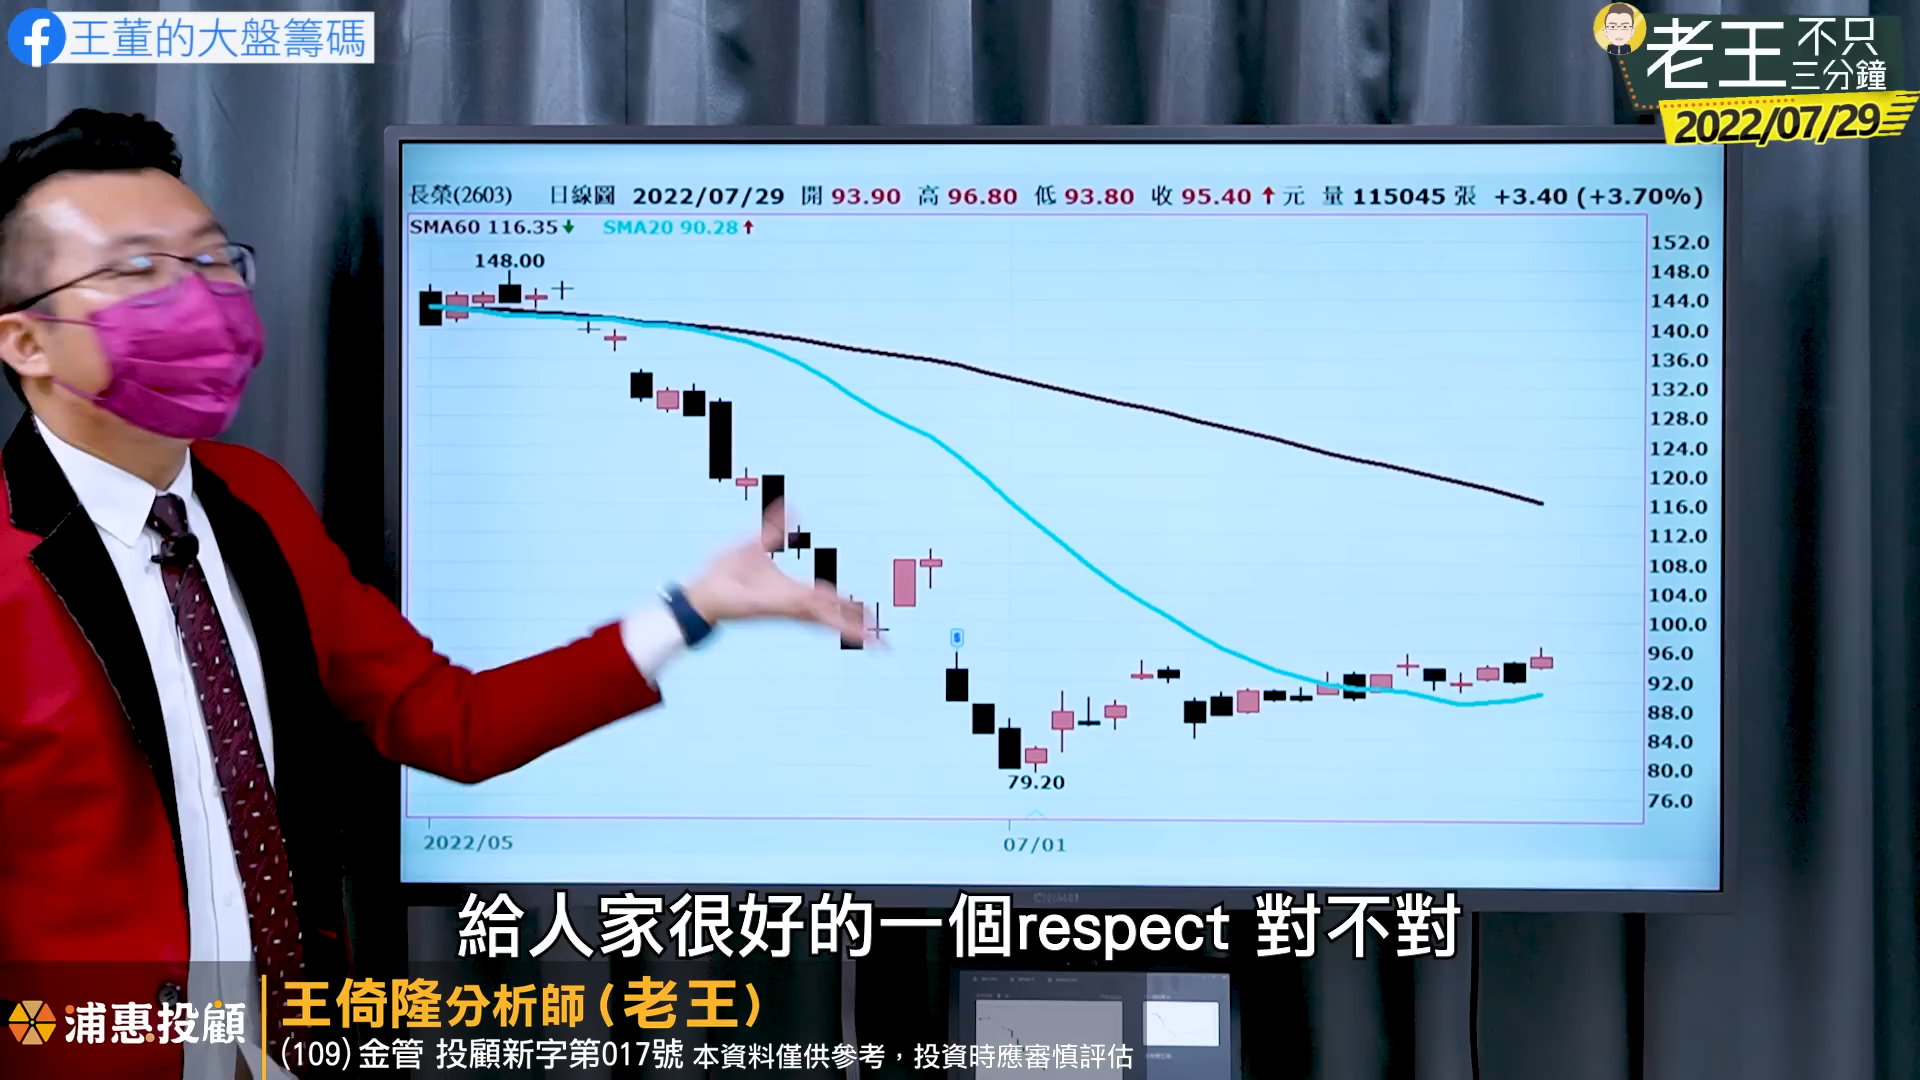 王董的大盤籌碼
老王 不只三分鐘
2022/07/29
長榮(2603) 日線圖 2022/07/29 開 93.90 高 96.80 低 93.80 收 95.40 ↑ 元 量 115045 張 +3.40 (+3.70%)
SMA60 116.35↓ SMA20 90.28↑
148.00
79.20
152.0
148.0
144.0
140.0
136.0
132.0
128.0
124.0
120.0
116.0
112.0
108.0
104.0
100.0
96.0
92.0
88.0
84.0
80.0
76.0
2022/05
07/01
CHIMEI
給人家很好的一個respect 對不對
浦惠投顧
王倚隆分析師(老王)
(109)金管 投顧新字第017號 本資料僅供參考，投資時應審慎評估